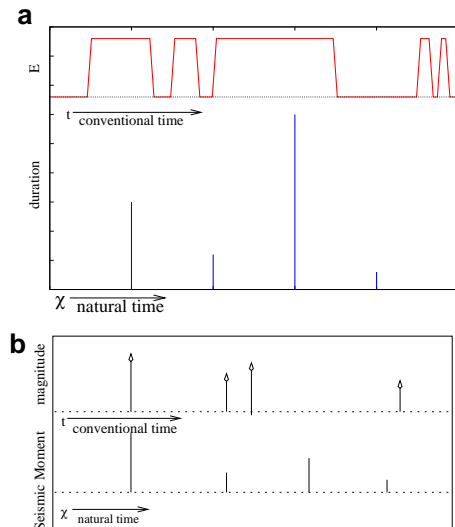 a
E
t conventional time
duration
χ natural time
b
magnitude
t conventional time
Seismic Moment
χ natural time